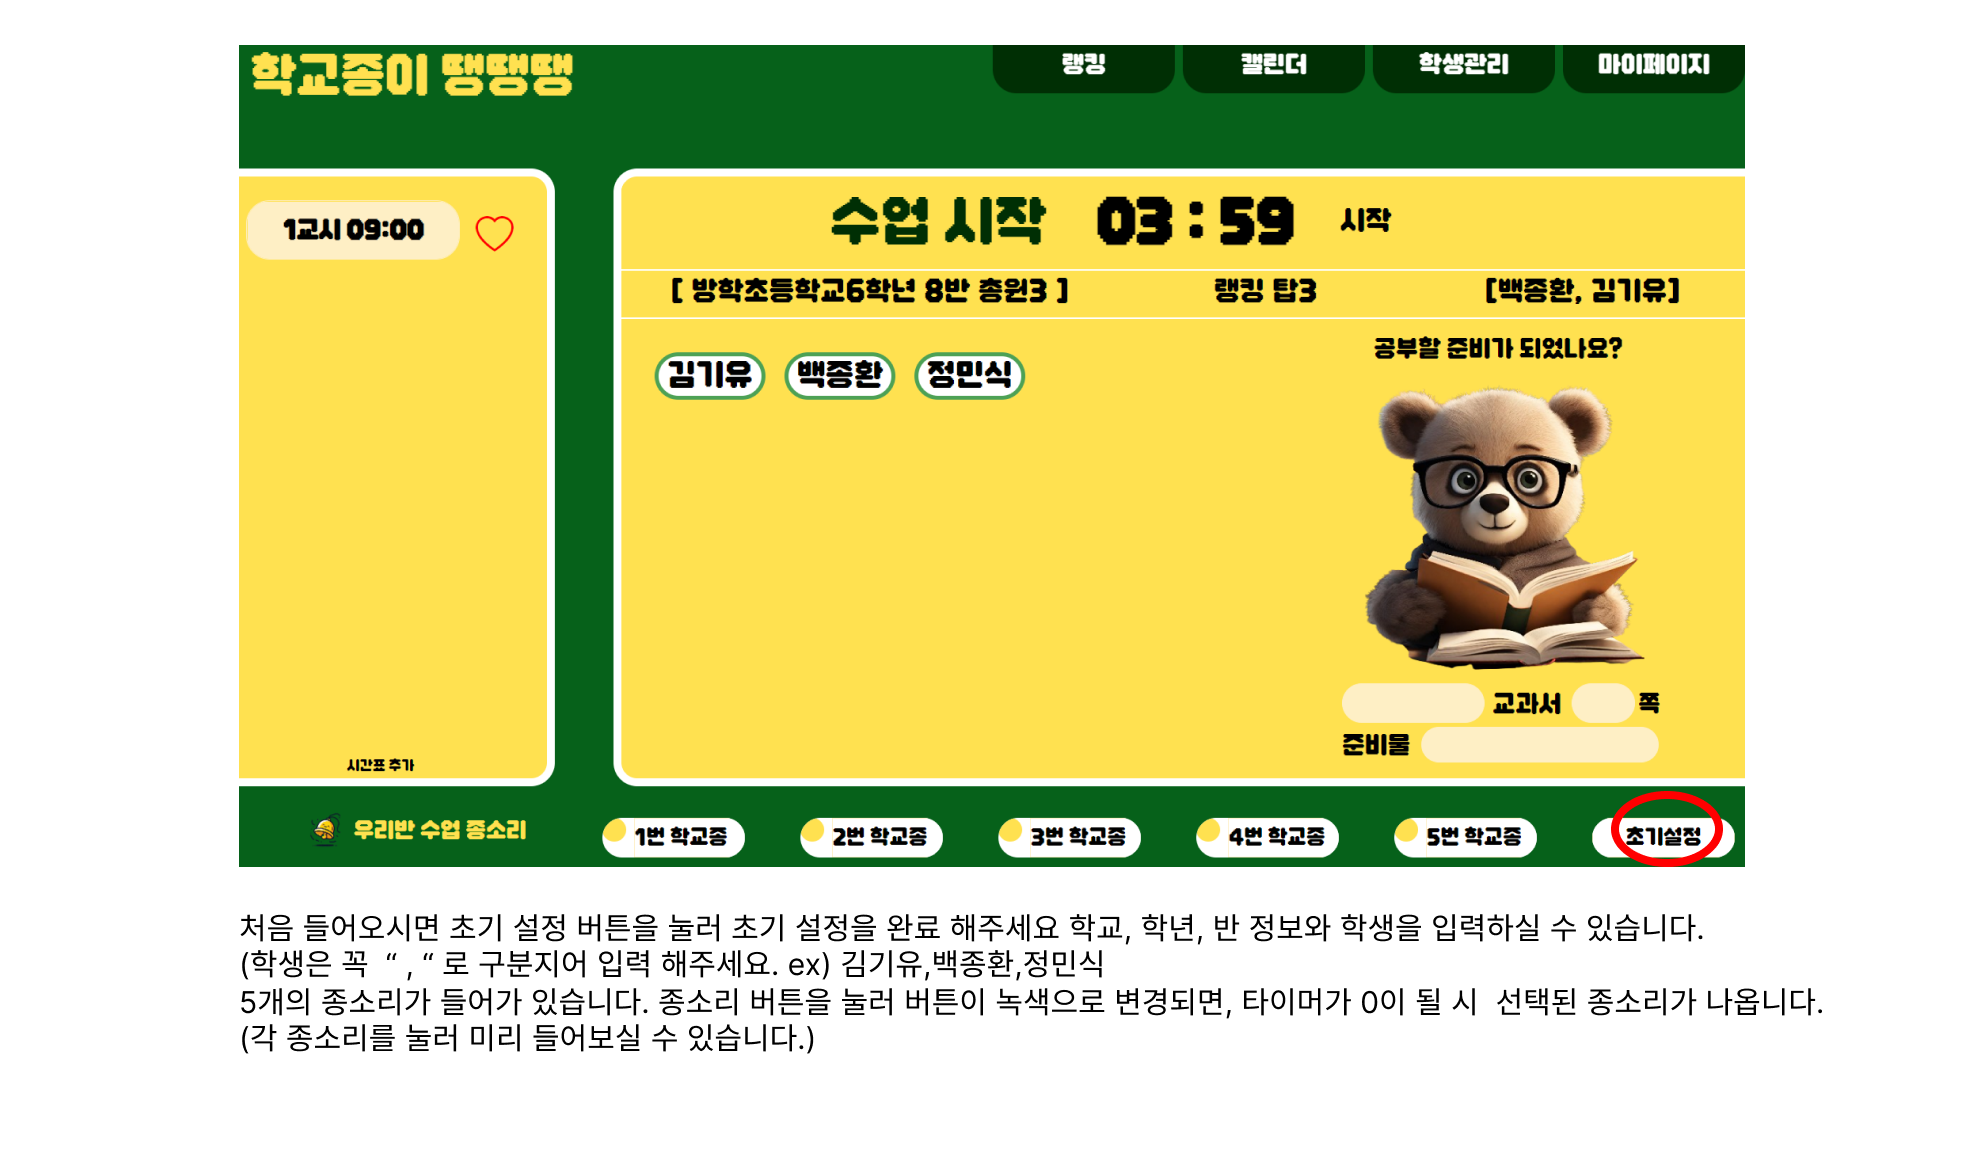 학교종이 땡땡땡
랭킹
캘린더
학생관리
마이페이지
1교시 09:00
시간표 추가
수업 시작 03 : 59 시작
[ 방학초등학교6학년 8반 총원3 ]
랭킹 탑3
[백종환, 김기유]
김기유
백종환
정민식
공부할 준비가 되었나요?
교과서 쪽
준비물
우리반 수업 종소리
1번 학교종
2번 학교종
3번 학교종
4번 학교종
5번 학교종
초기설정
처음 들어오시면 초기 설정 버튼을 눌러 초기 설정을 완료 해주세요 학교, 학년, 반 정보와 학생을 입력하실 수 있습니다.
(학생은 꼭 “ , “ 로 구분지어 입력 해주세요. ex) 김기유,백종환,정민식
5개의 종소리가 들어가 있습니다. 종소리 버튼을 눌러 버튼이 녹색으로 변경되면, 타이머가 0이 될 시 선택된 종소리가 나옵니다.
(각 종소리를 눌러 미리 들어보실 수 있습니다.)